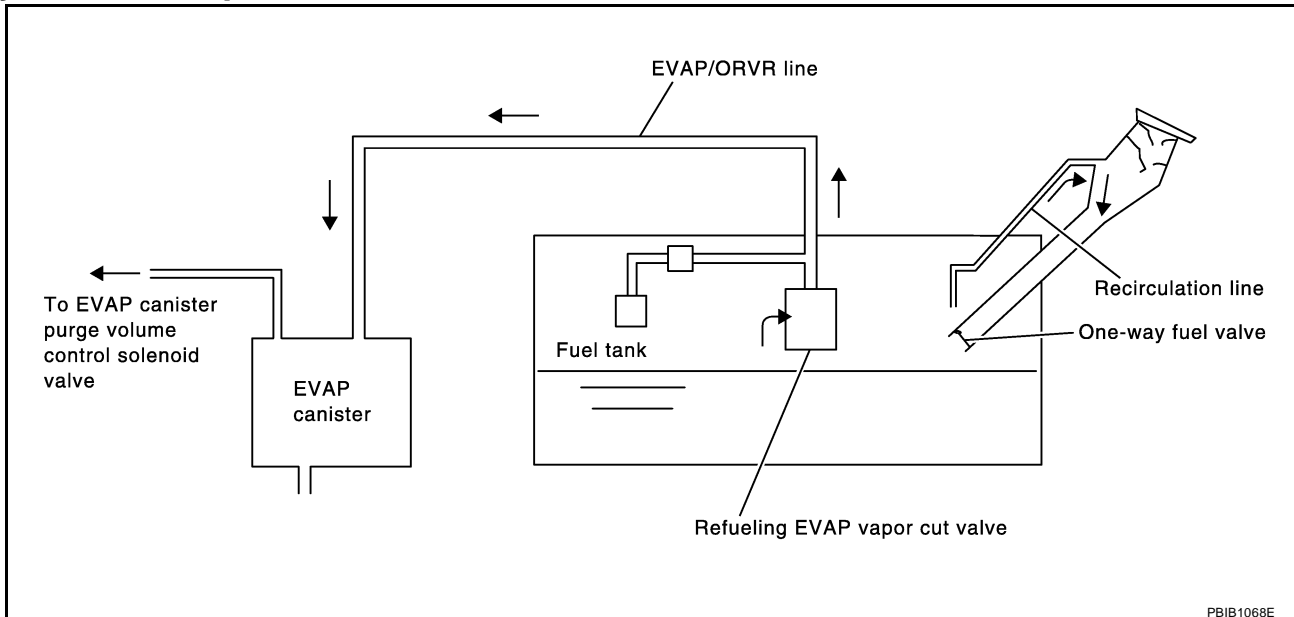 EVAP/ORVR line
Recirculation line
One-way fuel valve
To EVAP canister
purge volume
control solenoid
valve
Fuel tank
EVAP
canister
Refueling EVAP vapor cut valve
PBIB1068E